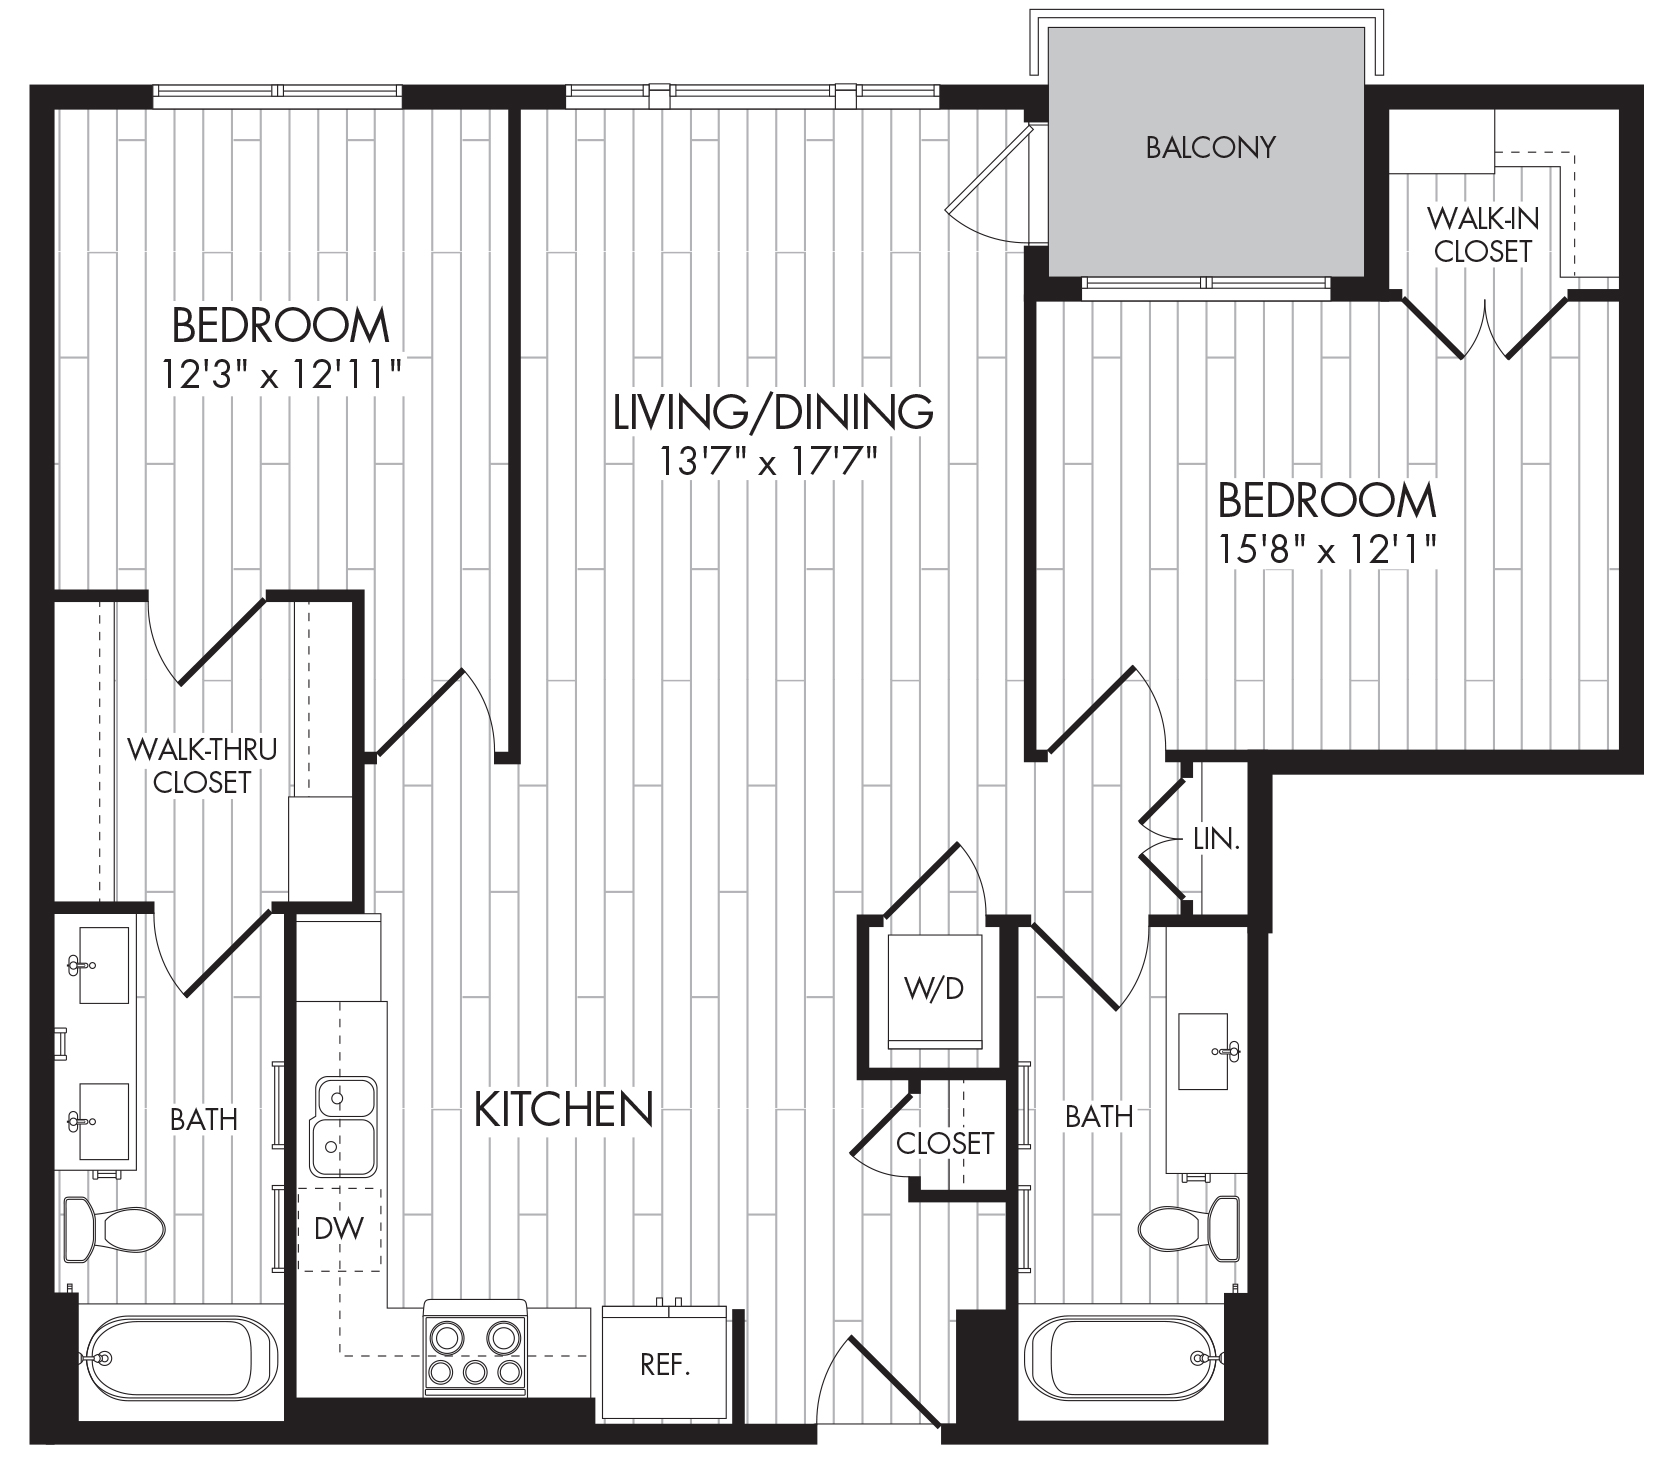 BALCONY
WALK-IN
CLOSET
BEDROOM
12'3" x 12'11"
LIVING/DINING
13'7" x 17'7"
BEDROOM
15'8" x 12'1"
WALK-THRU
CLOSET
LIN.
W/D
KITCHEN
BATH
BATH
CLOSET
DW
REF.